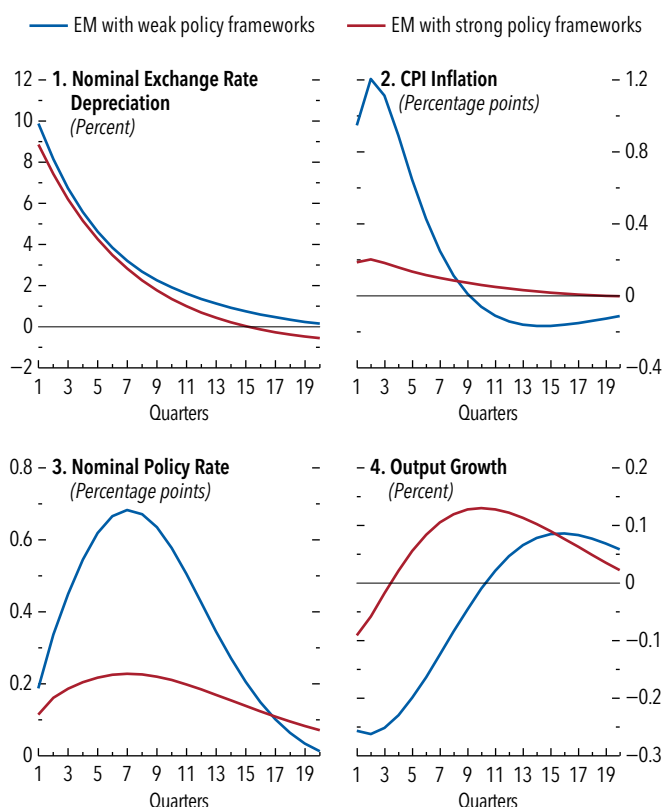 EM with weak policy frameworks
EM with strong policy frameworks
1. Nominal Exchange Rate
Depreciation
(Percent)
12
10
8
6
4
2
0
−2
1 3 5 7 9 11 13 15 17 19
Quarters
2. CPI Inflation
(Percentage points)
1.2
0.8
0.4
0.2
0
−0.4
1 3 5 7 9 11 13 15 17 19
Quarters
3. Nominal Policy Rate
(Percentage points)
0.8
0.6
0.4
0.2
0
1 3 5 7 9 11 13 15 17 19
Quarters
4. Output Growth
(Percent)
0.2
0.1
0
−0.1
−0.2
−0.3
1 3 5 7 9 11 13 15 17 19
Quarters